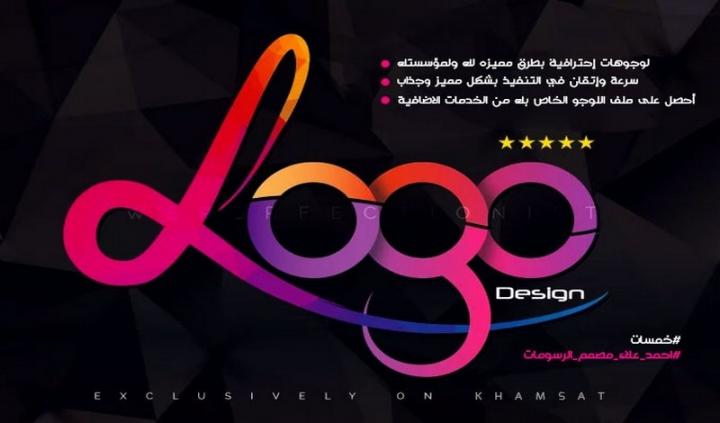 لوجوهات إحترافية بطرق مميزه لك ولمؤسستك
سرعة وإتقان في التنفيذ بشكل مميز وجذاب
أحصل على ملف اللوجو الخاص بك من الخدمات الاضافية
Logo
Design
#خمسات
#احمد_علاء_مصمم_الرسومات
EXCLUSIVELY ON KHAMSAT